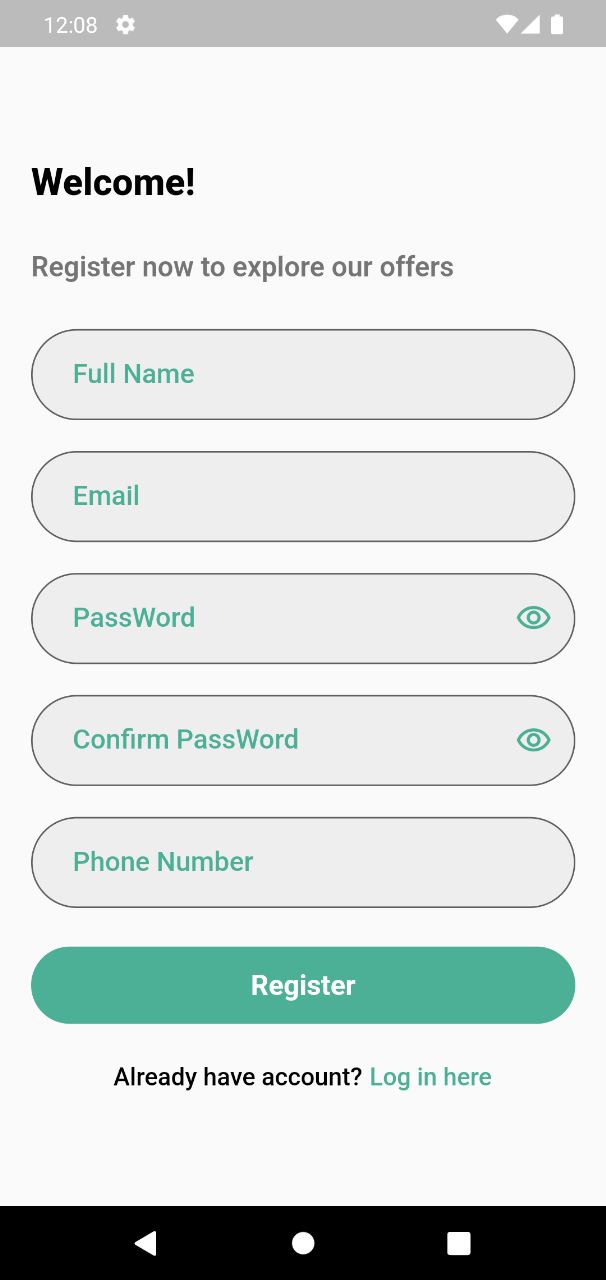 12:08
Welcome!
Register now to explore our offers
Full Name
Email
PassWord
Confirm PassWord
Phone Number
Register
Already have account? Log in here